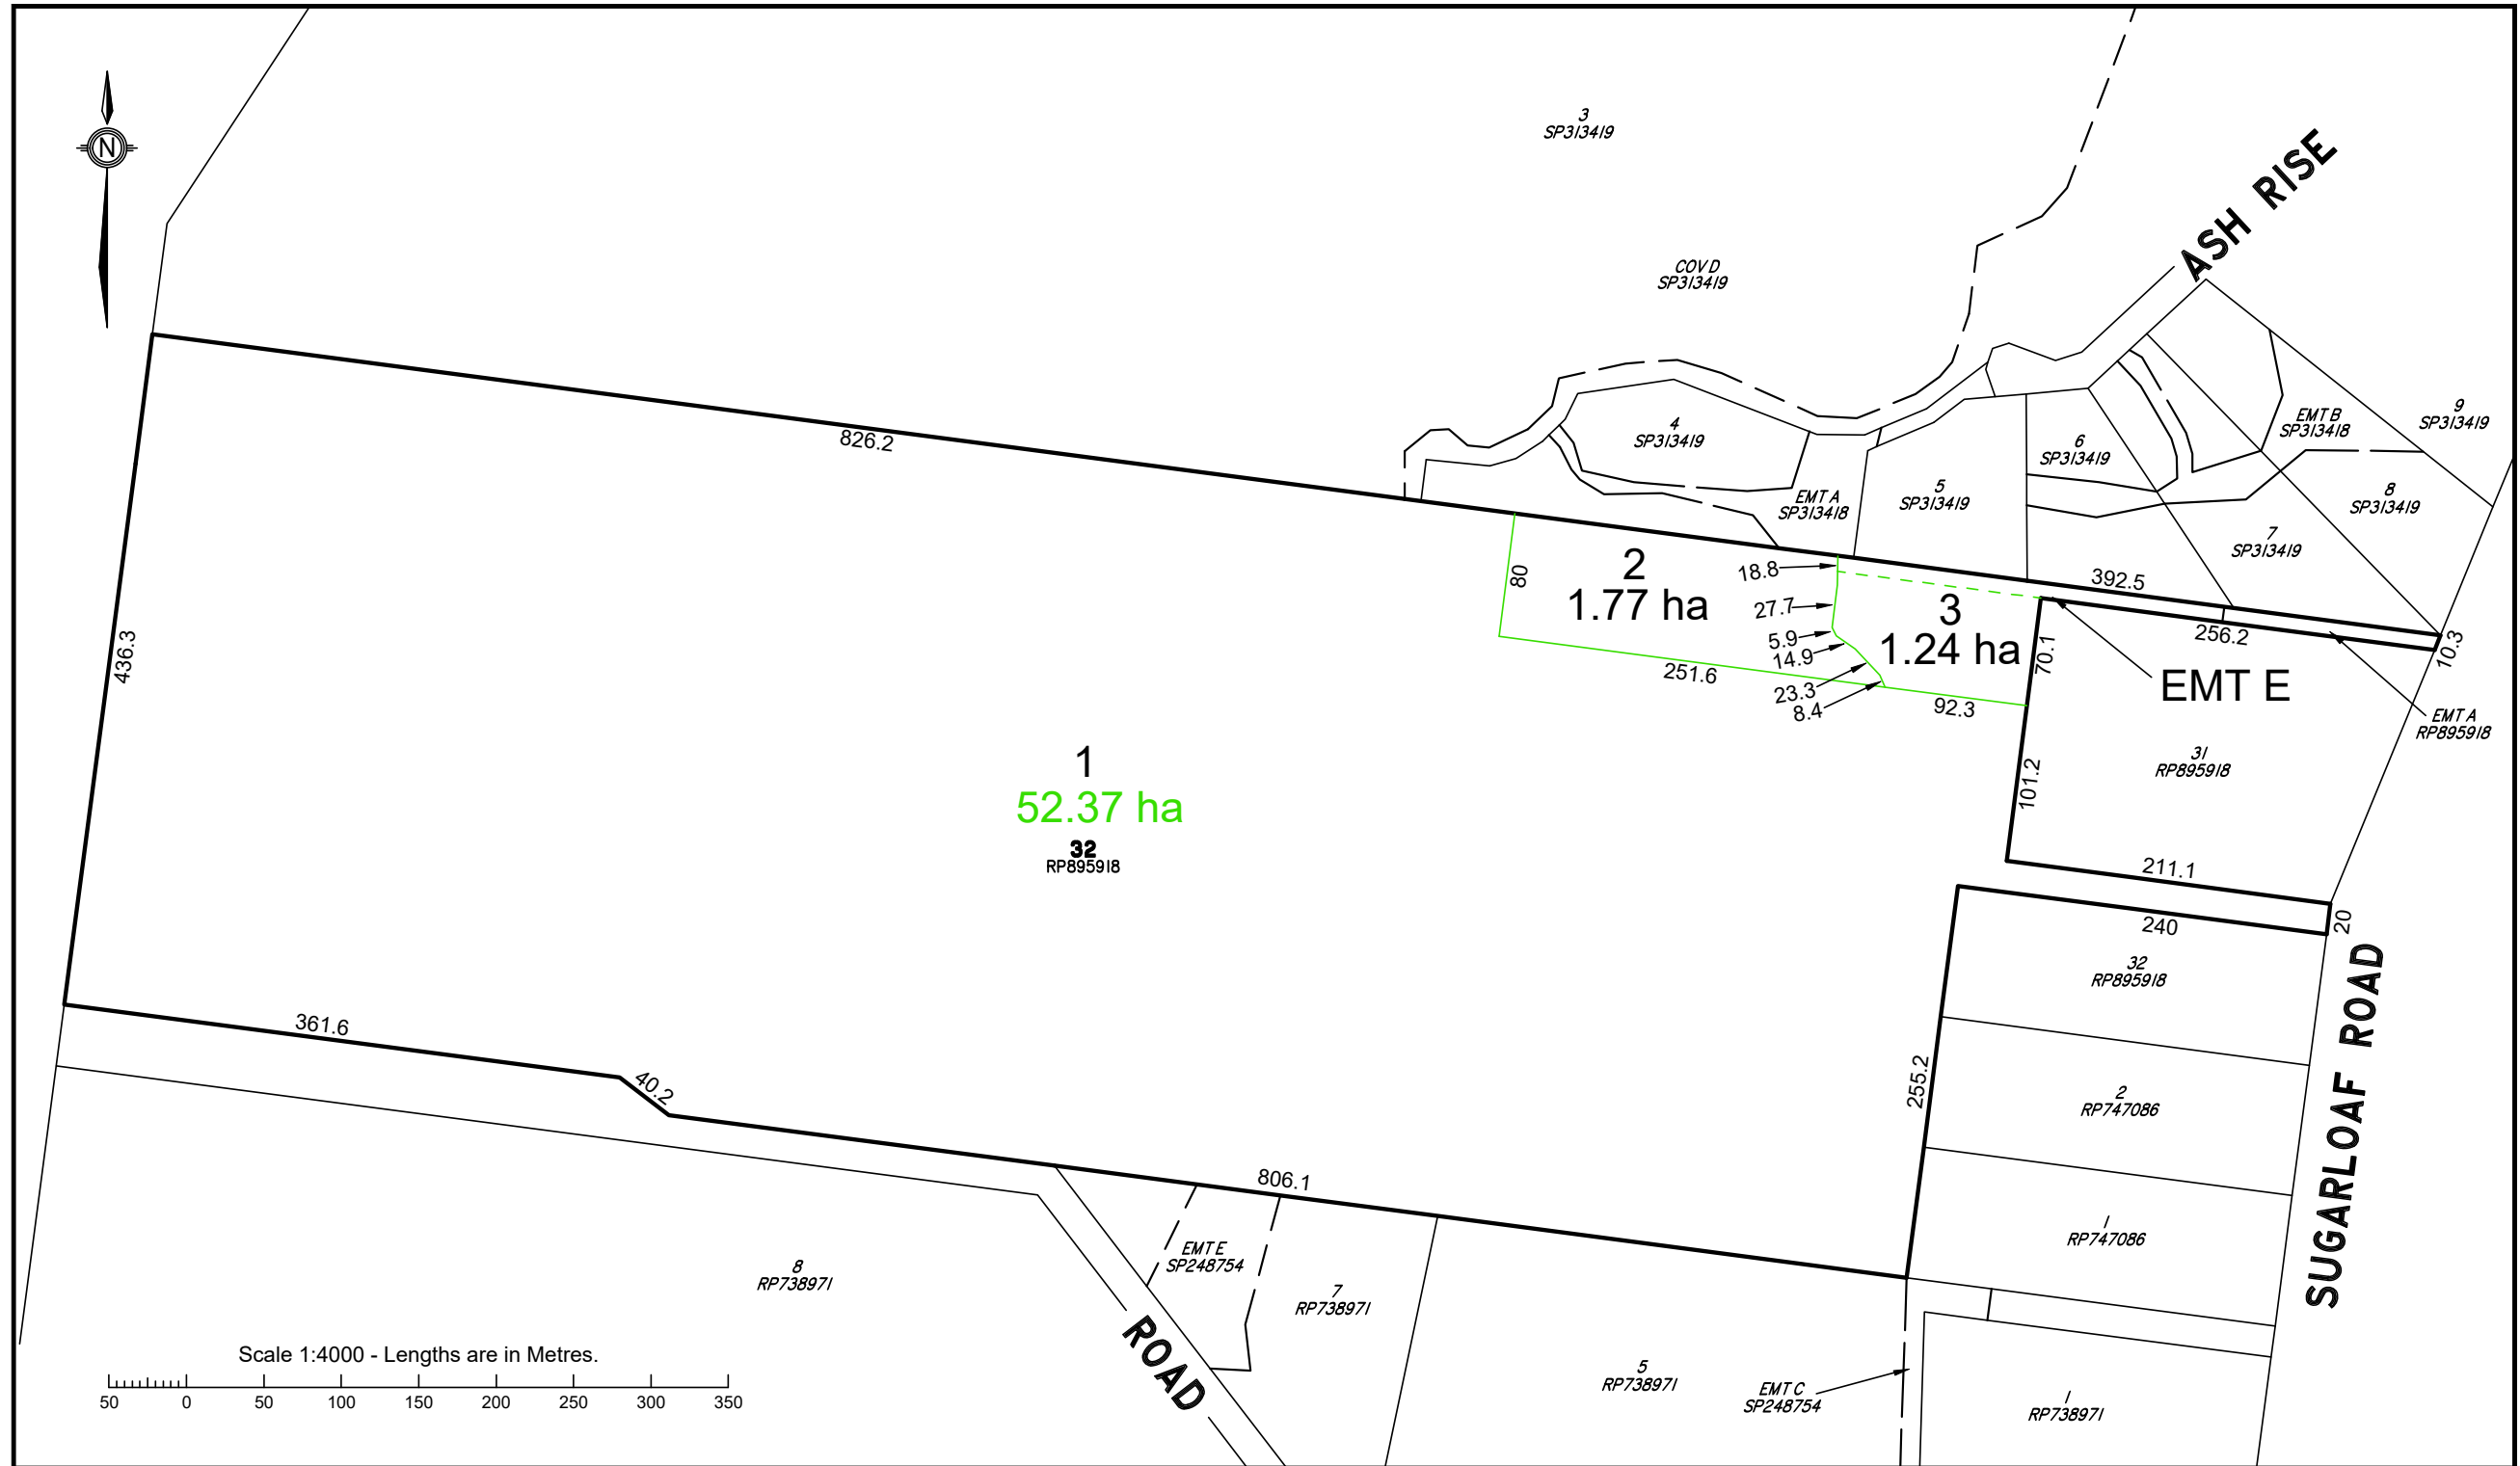 3
SP313419
N
ASH RISE
COV D
SP313419
4
SP313419
6
SP313419
EMT B
SP313418
9
SP313419
826.2
EMT A
SP313418
5
SP313419
8
SP313419
7
SP313419
80
2
1.77 ha
18.8
27.7
5.9
14.9
23.3
8.4
251.6
3
1.24 ha
92.3
392.5
256.2
10.3
70.1
EMT E
EMT A
RP895918
436.3
1
52.37 ha
32
RP895918
31
RP895918
101.2
211.1
20
240
32
RP895918
361.6
40.2
255.2
2
RP747086
SUGARLOAF ROAD
806.1
1
RP747086
EMT E
SP248754
8
RP738971
7
RP738971
ROAD
5
RP738971
EMT C
SP248754
1
RP738971
Scale 1:4000 - Lengths are in Metres.
50 0 50 100 150 200 250 300 350